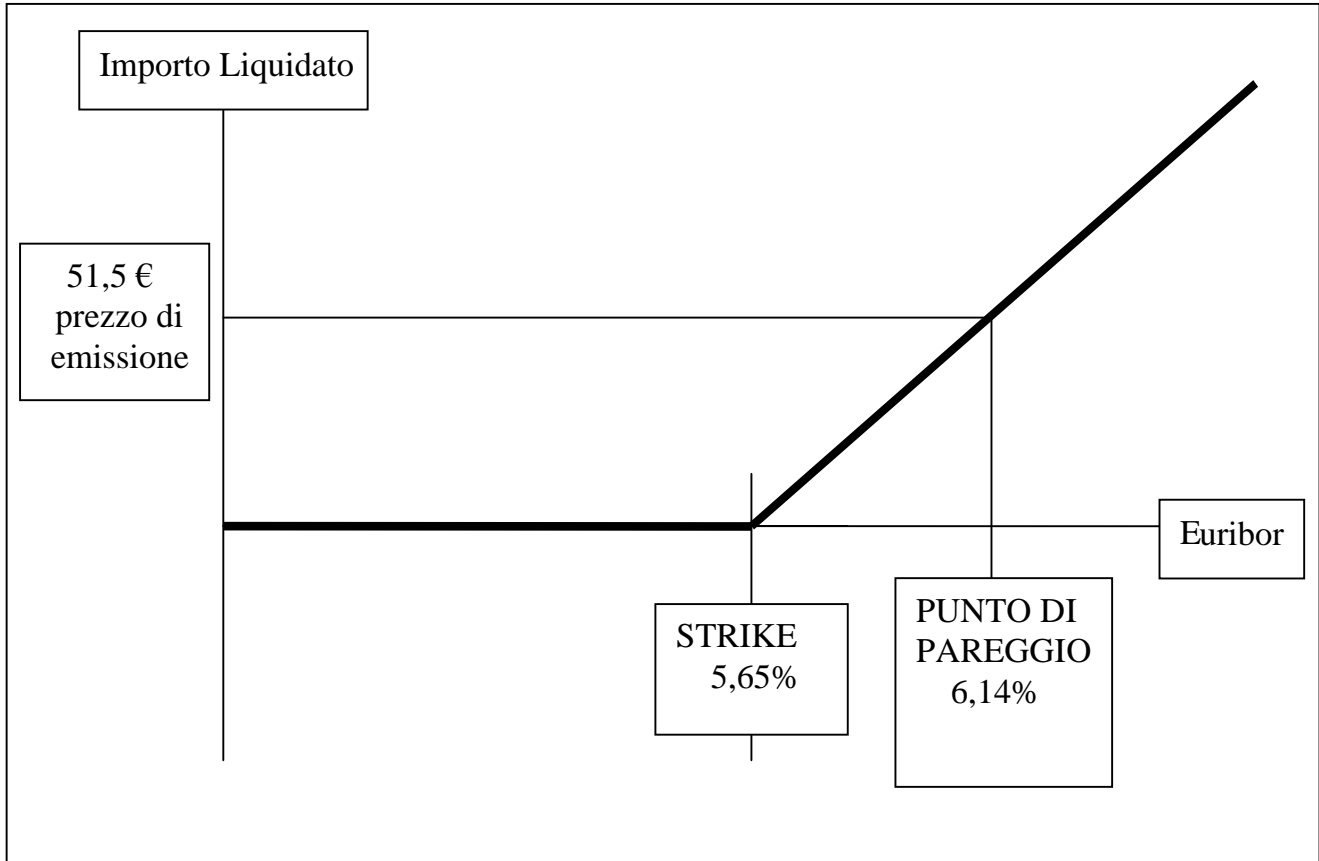 Importo Liquidato
51,5 €
prezzo di
emissione
Euribor
STRIKE
5,65%
PUNTO DI
PAREGGIO
6,14%